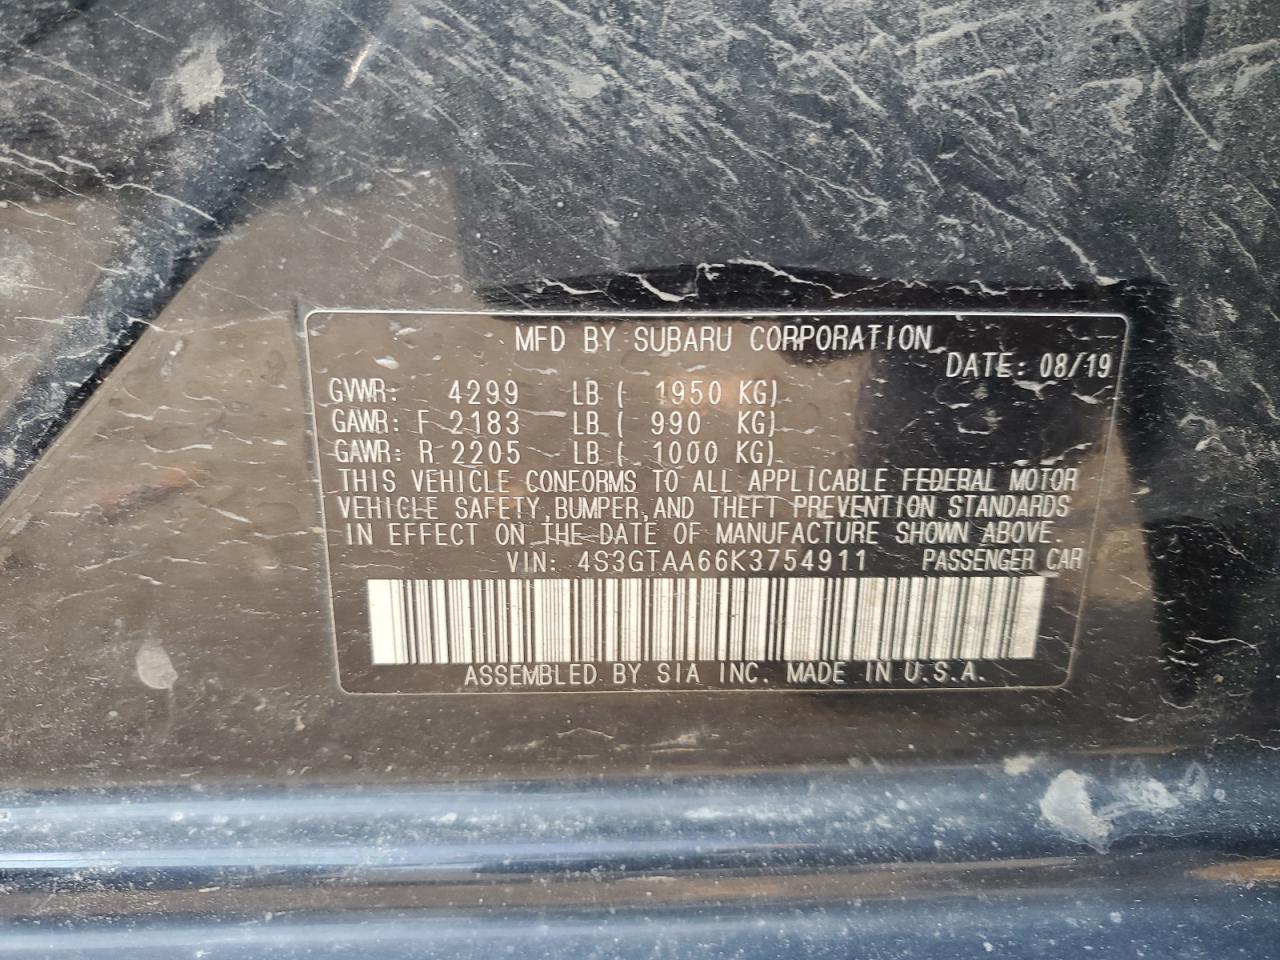 MFD BY SUBARU CORPORATION
DATE: 08/19
GVWR: 4299 LB ( 1950 KG)
GAWR: F 2183 LB ( 990 KG)
GAWR: R 2205 LB ( 1000 KG)
THIS VEHICLE CONFORMS TO ALL APPLICABLE FEDERAL MOTOR
VEHICLE SAFETY, BUMPER, AND THEFT PREVENTION STANDARDS
IN EFFECT ON THE DATE OF MANUFACTURE SHOWN ABOVE.
VIN: 4S3GTAA66K3754911 PASSENGER CAR
ASSEMBLED BY SIA INC. MADE IN U.S.A.